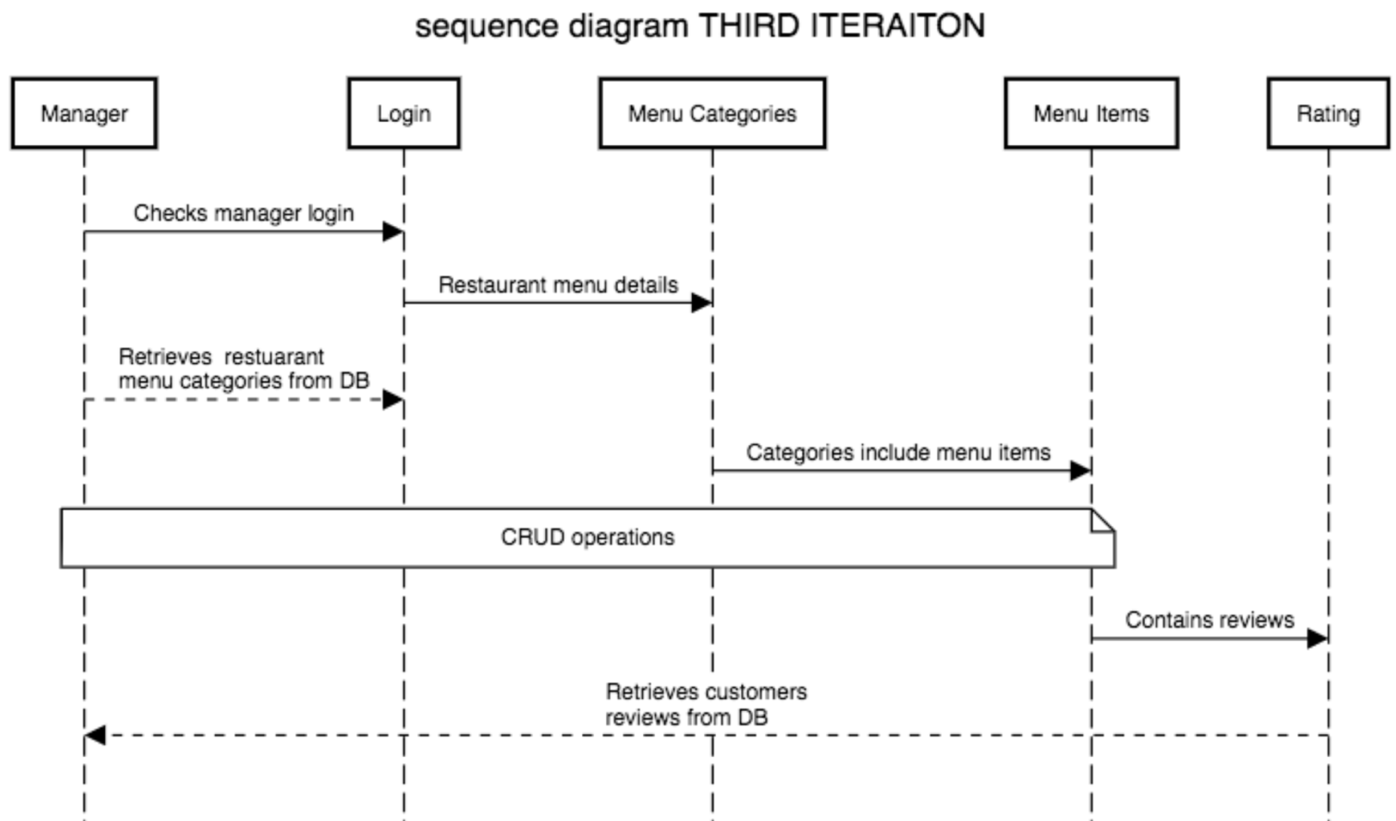 sequence diagram THIRD ITERAITON
Manager
Login
Menu Categories
Menu Items
Rating
Checks manager login
Restaurant menu details
Retrieves  restuarant
menu categories from DB
Categories include menu items
CRUD operations
Contains reviews
Retrieves customers
reviews from DB